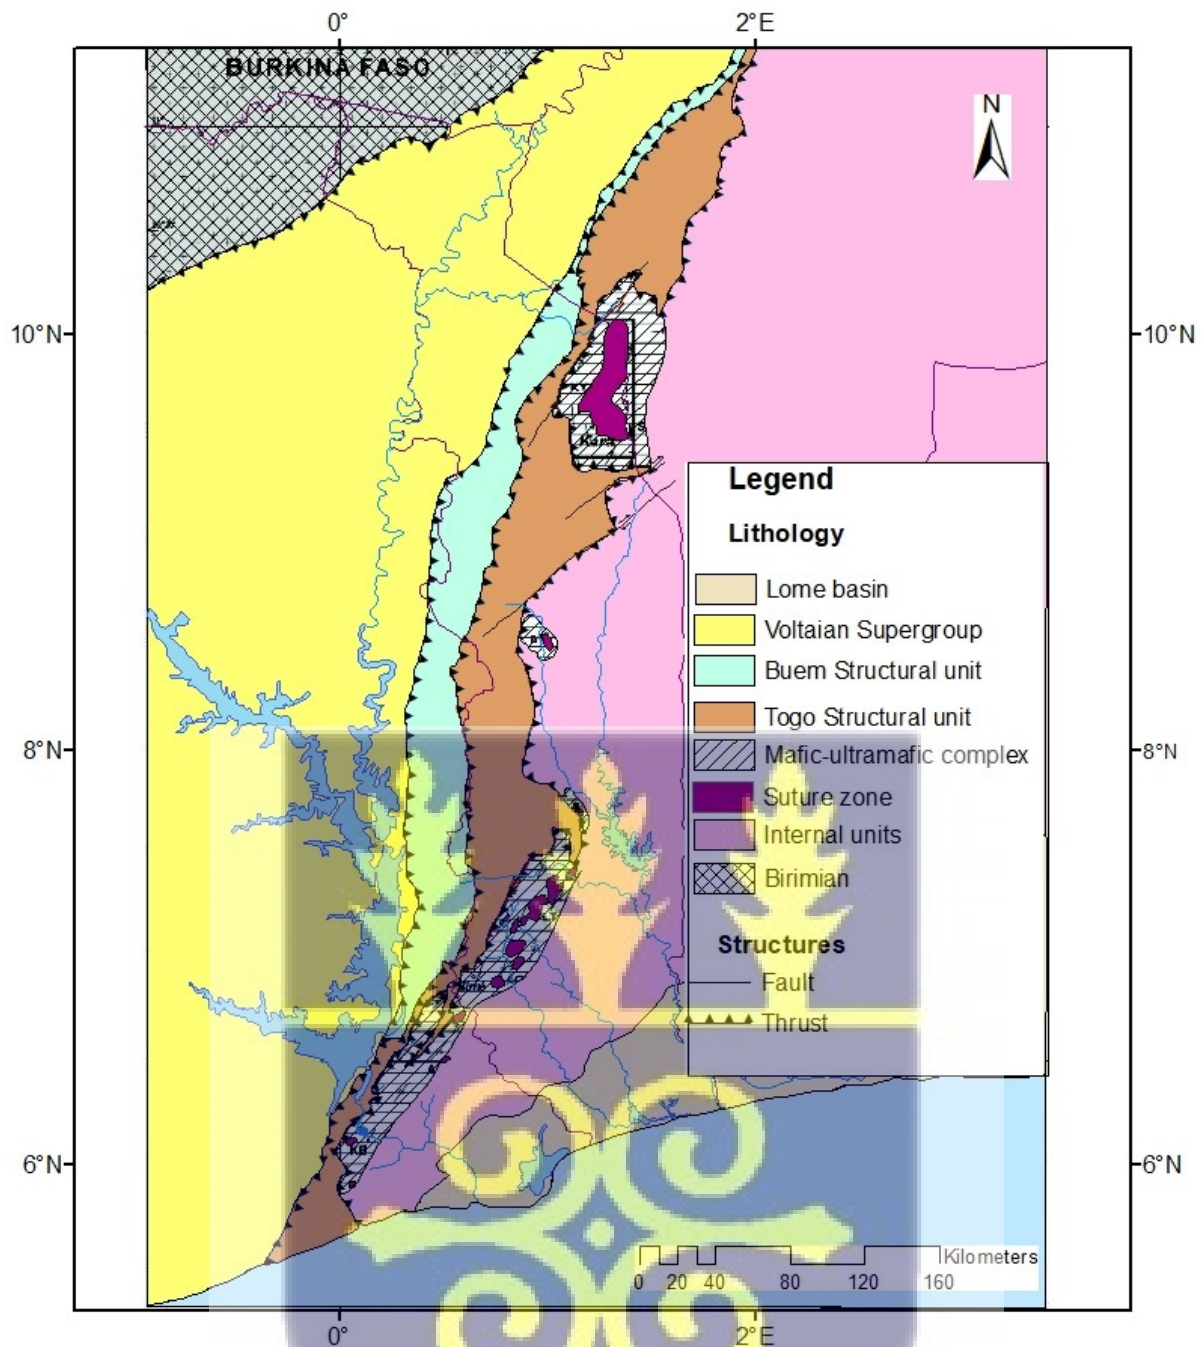 0° 2°E
BURKINA FASO
N
10°N 10°N
Kara
Legend
Lithology
Lome basin
Voltaian Supergroup
Buem Structural unit
Togo Structural unit
Mafic-ultramafic complex
8°N 8°N
Suture zone
Internal units
Birimian
Structures
Fault
Thrust
6°N 6°N
Kilometers
0 20 40 80 120 160
0° 2°E